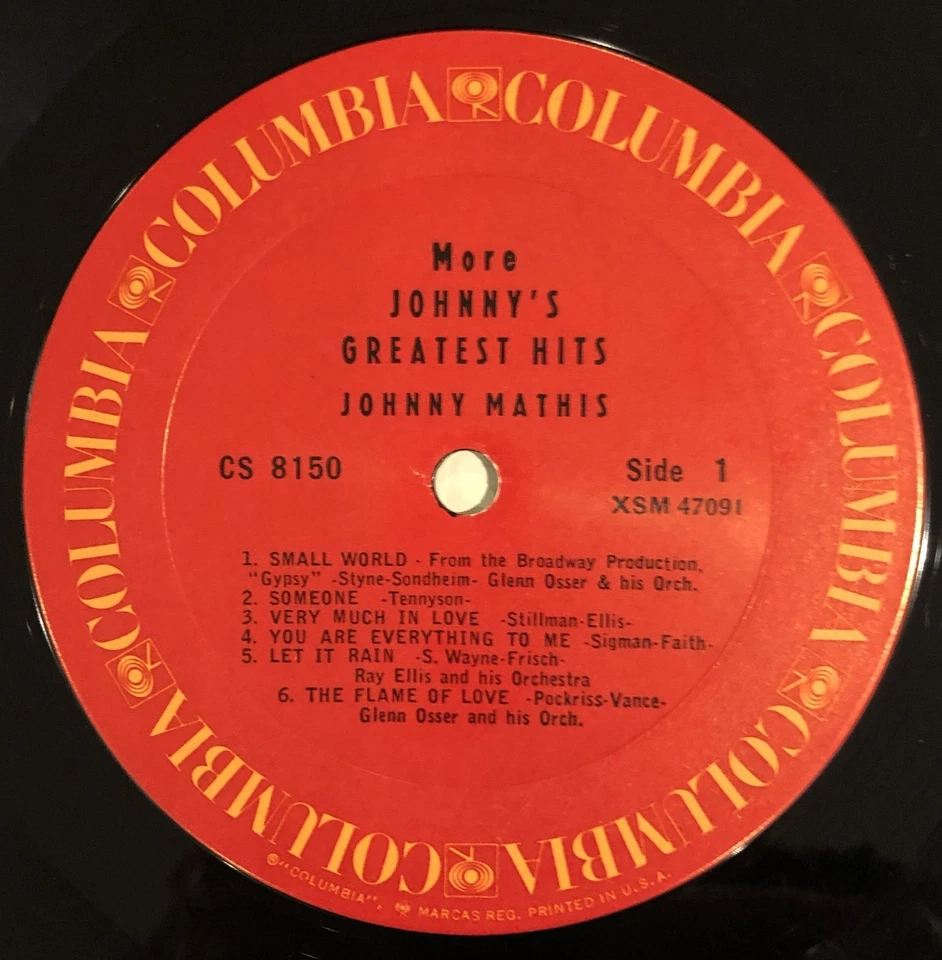 COLUMBIA COLUMBIA COLUMBIA COLUMBIA COLUMBIA COLUMBIA
More
JOHNNY'S
GREATEST HITS
JOHNNY MATHIS
CS 8150
Side 1
XSM 47091
1. SMALL WORLD - From the Broadway Production,
"Gypsy" -Styne-Sondheim- Glenn Osser & his Orch.
2. SOMEONE -Tennyson-
3. VERY MUCH IN LOVE -Stillman-Ellis-
4. YOU ARE EVERYTHING TO ME -Sigman-Faith-
5. LET IT RAIN -S. Wayne-Frisch-
Ray Ellis and his Orchestra
6. THE FLAME OF LOVE -Pockriss-Vance-
Glenn Osser and his Orch.
®"COLUMBIA", MARCAS REG. PRINTED IN U.S.A.